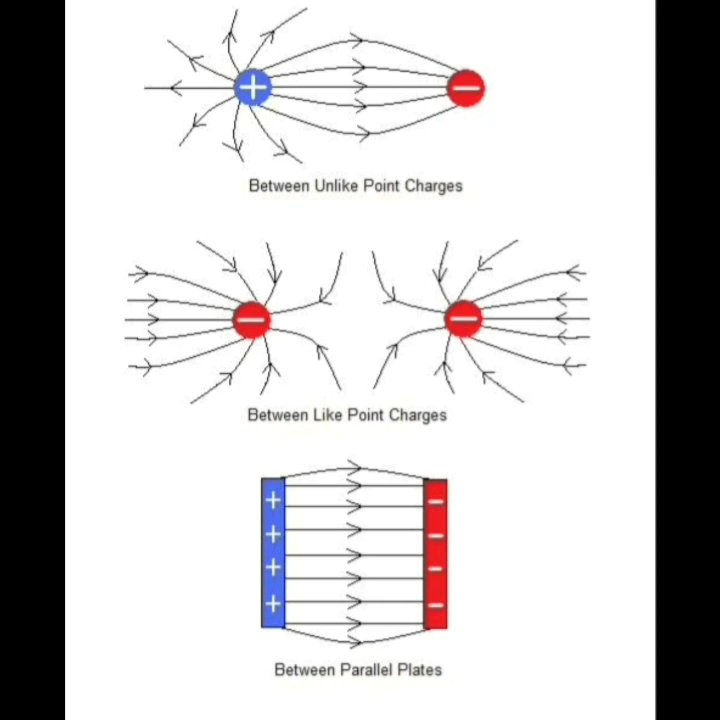 + −
Between Unlike Point Charges
− −
Between Like Point Charges
+ −
+ −
+ −
+ −
Between Parallel Plates